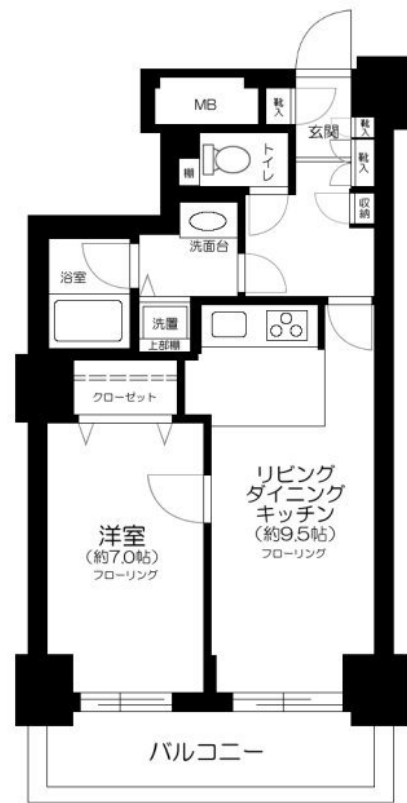 MB
靴入
玄関
靴入
靴入
トイレ
棚
収納
洗面台
浴室
洗置
上部棚
クローゼット
リビング
ダイニング
キッチン
(約9.5帖)
フローリング
洋室
(約7.0帖)
フローリング
バルコニー